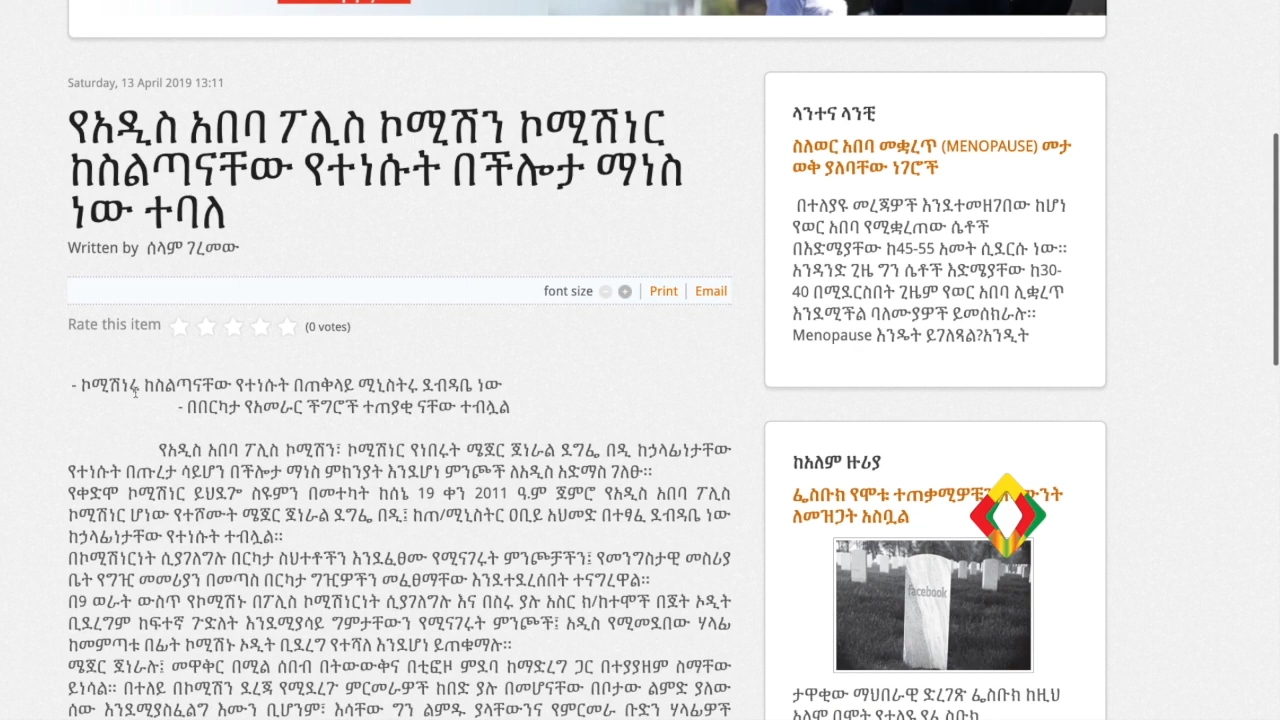 Saturday, 13 April 2019 13:11
የአዲስ አበባ ፖሊስ ኮሚሽን ኮሚሽነር
ከስልጣናቸው የተነሱት በችሎታ ማነስ
ነው ተባለ
Written by ሰላም ገረመው
font size Print Email
Rate this item (0 votes)
- ኮሚሽነሩ ከስልጣናቸው የተነሱት በጠቅላይ ሚኒስትሩ ደብዳቤ ነው
- በበርካታ የአመራር ችግሮች ተጠያቂ ናቸው ተብሏል
የአዲስ አበባ ፖሊስ ኮሚሽን፣ ኮሚሽነር የነበሩት ሜጀር ጀነራል ደግፌ በዲ ከኃላፊነታቸው
የተነሱት በጡረታ ሳይሆን በችሎታ ማነስ ምክንያት እንደሆነ ምንጮች ለአዲስ አድማስ ገለፁ፡፡
የቀድሞ ኮሚሽነር ይህደጎ ስዩምን በመተካት ከሰኔ 19 ቀን 2011 ዓ.ም ጀምሮ የአዲስ አበባ ፖሊስ
ኮሚሽነር ሆነው የተሾሙት ሜጀር ጀነራል ደግፌ በዲ፤ ከጠ/ሚኒስትር ዐቢይ አህመድ በተፃፈ ደብዳቤ ነው
ከኃላፊነታቸው የተነሱት ተብሏል፡፡
በኮሚሽነርነት ሲያገለግሉ በርካታ ስህተቶችን እንደፈፀሙ የሚናገሩት ምንጮቻችን፤ የመንግስታዊ መስሪያ
ቤት የግዢ መመሪያን በመጣስ በርካታ ግዢዎችን መፈፀማቸው እንደተደረሰበት ተናግረዋል፡፡
በ9 ወራት ውስጥ የኮሚሽኑ በፖሊስ ኮሚሽነርነት ሲያገለግሉ እና በስሩ ያሉ አስር ክ/ከተሞች በጀት ኦዲት
ቢደረግም ከፍተኛ ጉድለት እንደሚያሳይ ግምታቸውን የሚናገሩት ምንጮች፤ አዲስ የሚመደበው ሃላፊ
ከመምጣቱ በፊት ኮሚሽኑ ኦዲት ቢደረግ የተሻለ እንደሆነ ይጠቁማሉ፡፡
ሜጀር ጀነራሉ፤ መዋቅር በሚል ሰበብ በትውውቅና በቲፎዞ ምደባ ከማድረግ ጋር በተያያዘም ስማቸው
ይነሳል፡፡ በተለይ በኮሚሽን ደረጃ የሚደረጉ ምርመራዎች ከበድ ያሉ በመሆናቸው በቦታው ልምድ ያለው
ሰው እንደሚያስፈልግ እሙን ቢሆንም፣ እሳቸው ግን ልምዱ ያላቸውንና የምርመራ ቡድን ሃላፊዎች
ላንተና ላንቺ
ስለወር አበባ መቋረጥ (MENOPAUSE) መታ
ወቅ ያለባቸው ነገሮች
በተለያዩ መረጃዎች እንደተመዘገበው ከሆነ
የወር አበባ የሚቋረጠው ሴቶች
በእድሜያቸው ከ45-55 አመት ሲደርሱ ነው፡፡
አንዳንድ ጊዜ ግን ሴቶች እድሜያቸው ከ30-
40 በሚደርስበት ጊዜም የወር አበባ ሊቋረጥ
እንደሚችል ባለሙያዎች ይመሰክራሉ፡፡
Menopause እንዴት ይገለጻል?አንዲት
ከአለም ዙሪያ
ፌስቡክ የሞቱ ተጠቃሚዎቹን
ለመዝጋት አስቧል
facebook
ታዋቂው ማህበራዊ ድረገጽ ፌስቡክ ከዚህ
አለም በሞት የተለዩ የፌስቡክ